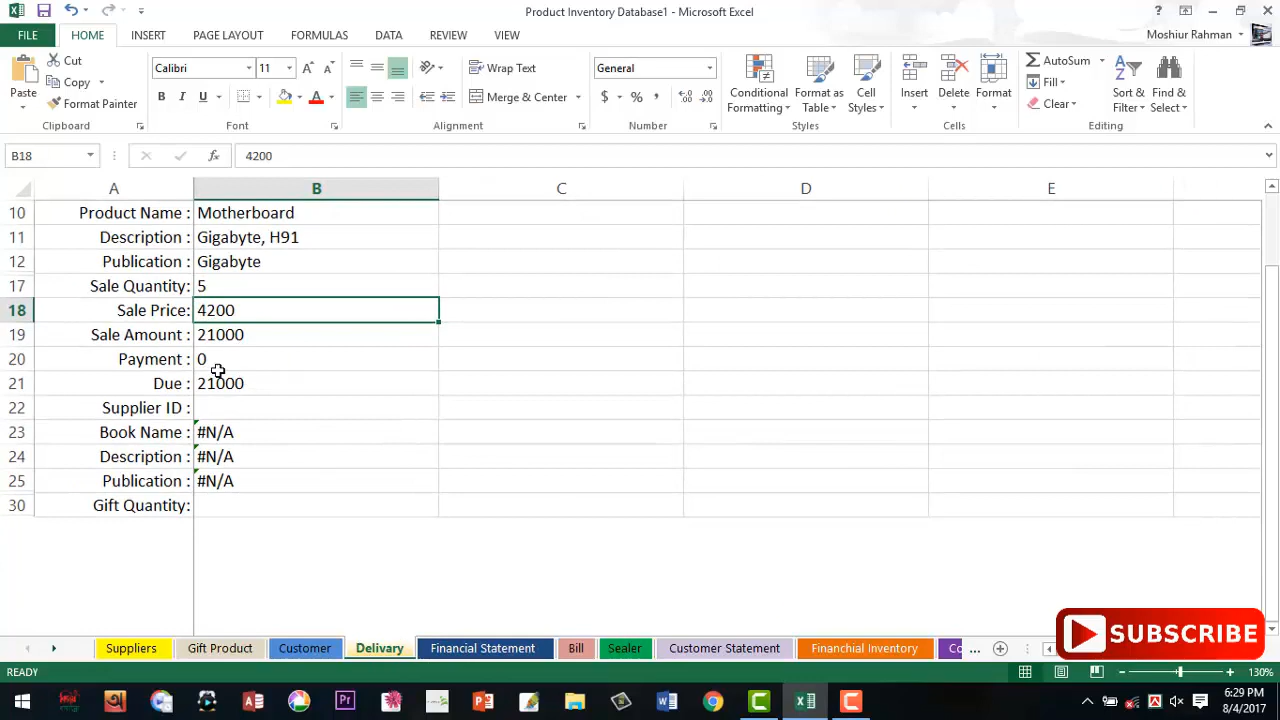 Product Inventory Database1 - Microsoft Excel
FILE HOME INSERT PAGE LAYOUT FORMULAS DATA REVIEW VIEW Moshiur Rahman
Paste
Cut
Copy
Format Painter
Clipboard
Calibri 11
B I U A
Font
Wrap Text
Merge & Center
Alignment
General
$ % ,
Number
Conditional Formatting
Format as Table
Cell Styles
Styles
Insert Delete Format
Cells
AutoSum
Fill
Clear
Sort & Filter
Find & Select
Editing
B18 fx 4200
A B C D E
10 Product Name : Motherboard
11 Description : Gigabyte, H91
12 Publication : Gigabyte
17 Sale Quantity: 5
18 Sale Price: 4200
19 Sale Amount : 21000
20 Payment : 0
21 Due : 21000
22 Supplier ID :
23 Book Name : #N/A
24 Description : #N/A
25 Publication : #N/A
30 Gift Quantity:
SUBSCRIBE
Suppliers Gift Product Customer Delivary Financial Statement Bill Sealer Customer Statement Financhial Inventory Co ...
READY 130%
6:29 PM
8/4/2017